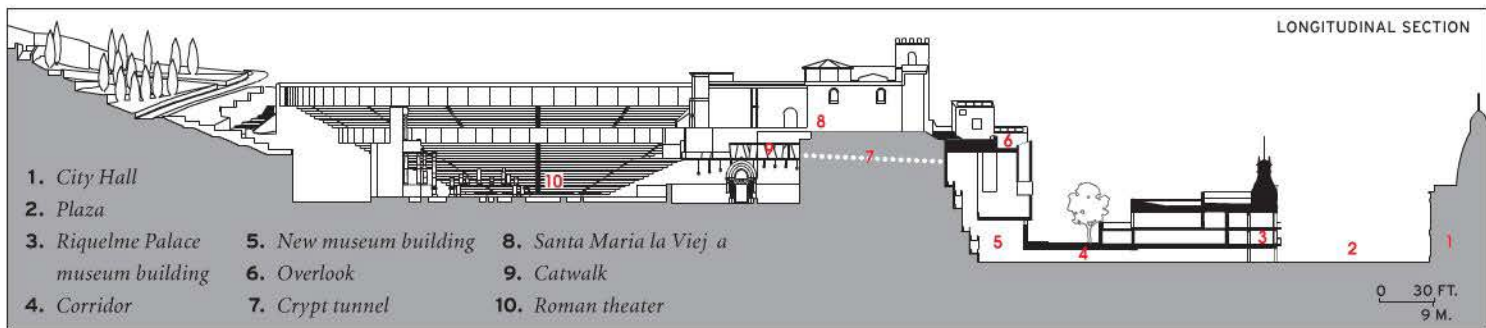 LONGITUDINAL SECTION
8
6
9
7
10
5
4
3
2
1
1. City Hall
2. Plaza
3. Riquelme Palace
museum building
4. Corridor
5. New museum building
6. Overlook
7. Crypt tunnel
8. Santa Maria la Viej a
9. Catwalk
10. Roman theater
0 30 FT.
9 M.